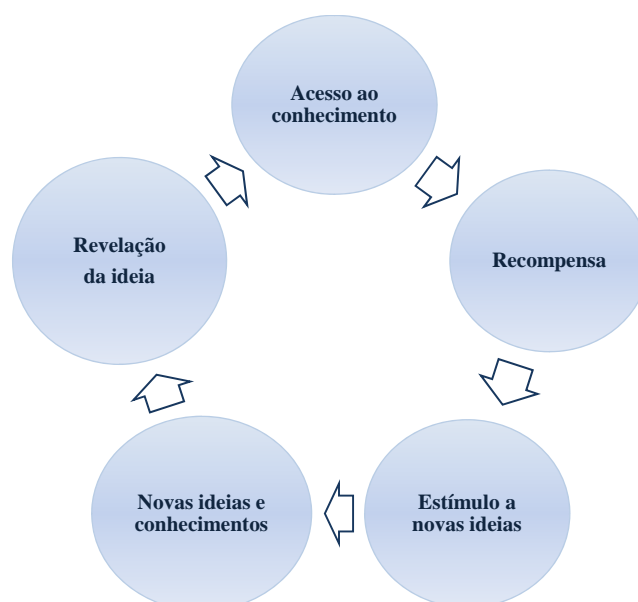 Acesso ao
conhecimento
Recompensa
Estímulo a
novas ideias
Novas ideias e
conhecimentos
Revelação
da ideia